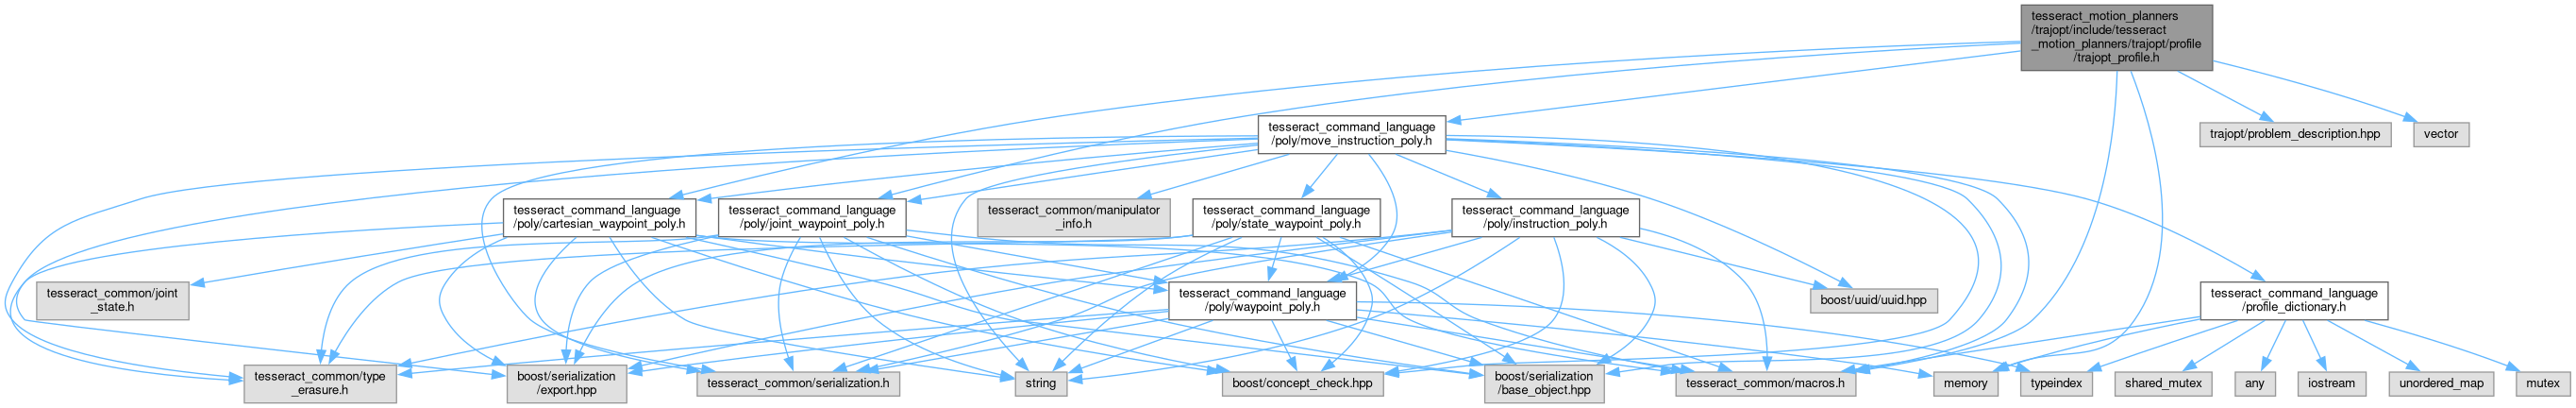 tesseract_motion_planners
/trajopt/include/tesseract
_motion_planners/trajopt/profile
/trajopt_profile.h
tesseract_command_language
/poly/move_instruction_poly.h
trajopt/problem_description.hpp
vector
tesseract_command_language
/poly/cartesian_waypoint_poly.h
tesseract_command_language
/poly/joint_waypoint_poly.h
tesseract_common/manipulator
_info.h
tesseract_command_language
/poly/state_waypoint_poly.h
tesseract_command_language
/poly/instruction_poly.h
tesseract_common/joint
_state.h
tesseract_command_language
/poly/waypoint_poly.h
boost/uuid/uuid.hpp
tesseract_command_language
/profile_dictionary.h
tesseract_common/type
_erasure.h
boost/serialization
/export.hpp
tesseract_common/serialization.h
string
boost/concept_check.hpp
boost/serialization
/base_object.hpp
tesseract_common/macros.h
memory
typeindex
shared_mutex
any
iostream
unordered_map
mutex